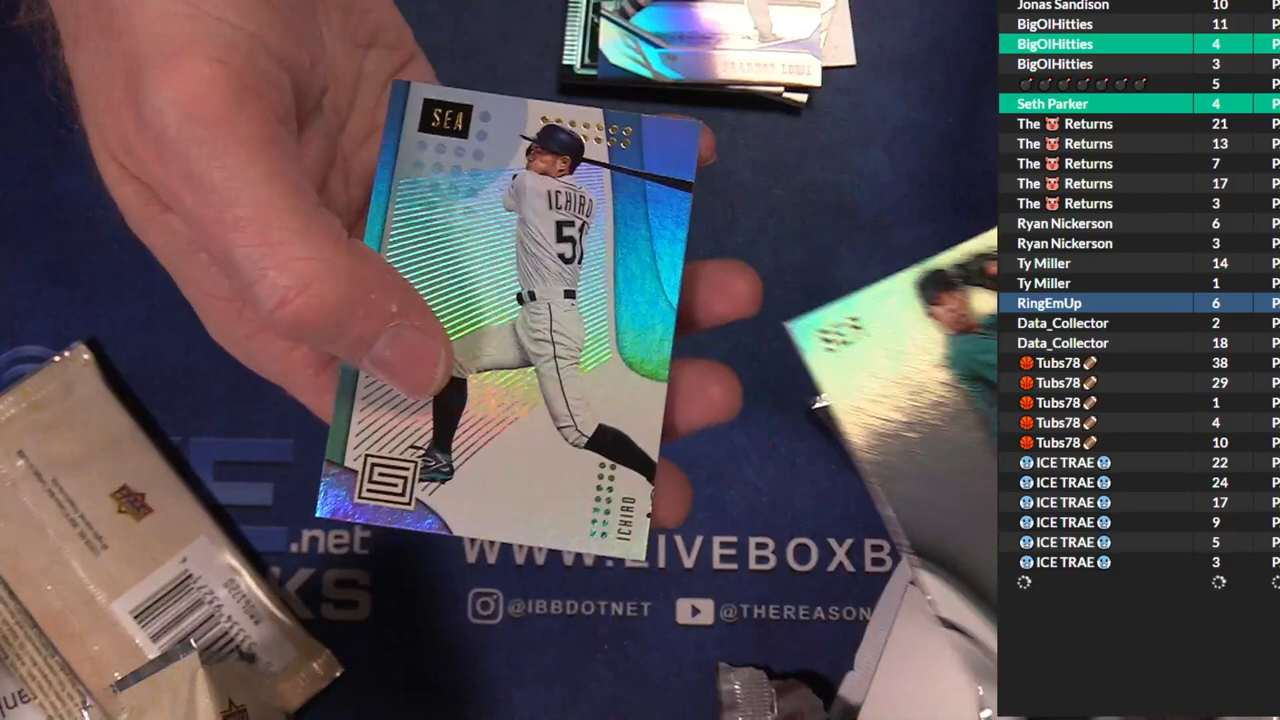 BRANDON LOWE
SEA
ICHIRO
51
ICHIRO
.net
WWW.LIVEBOXB
@IBBDOTNET
@THEREASON
Jonas Sandison 10 P
BigOlHitties 11 P
BigOlHitties 4 P
BigOlHitties 3 P
💣 💣 💣 💣 💣 💣 💣 5 P
Seth Parker 4 P
The 🐷 Returns 21 P
The 🐷 Returns 13 P
The 🐷 Returns 7 P
The 🐷 Returns 17 P
The 🐷 Returns 3 P
Ryan Nickerson 6 P
Ryan Nickerson 3 P
Ty Miller 14 P
Ty Miller 1 P
RingEmUp 6 P
Data_Collector 2 P
Data_Collector 18 P
🏀 Tubs78 🏈 38 P
🏀 Tubs78 🏈 29 P
🏀 Tubs78 🏈 1 P
🏀 Tubs78 🏈 4 P
🏀 Tubs78 🏈 10 P
🥶 ICE TRAE 🥶 22 P
🥶 ICE TRAE 🥶 24 P
🥶 ICE TRAE 🥶 17 P
🥶 ICE TRAE 🥶 9 P
🥶 ICE TRAE 🥶 5 P
🥶 ICE TRAE 🥶 3 P